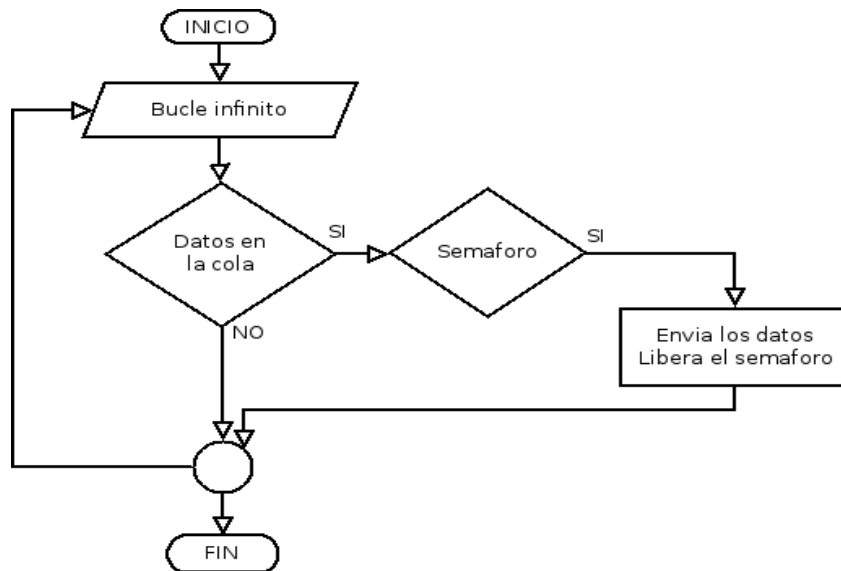 INICIO
Bucle infinito
Datos en
la cola
SI
Semaforo
SI
NO
Envia los datos
Libera el semaforo
FIN